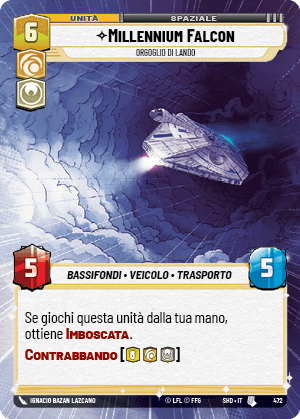 UNITÀ
SPAZIALE
6
✧MILLENNIUM FALCON
ORGOGLIO DI LANDO
5
BASSIFONDI • VEICOLO • TRASPORTO
5
Se giochi questa unità dalla tua mano,
ottiene IMBOSCATA.
CONTRABBANDO [6]
IGNACIO BAZAN LAZCANO
© LFL © FFG
SHD • IT
472